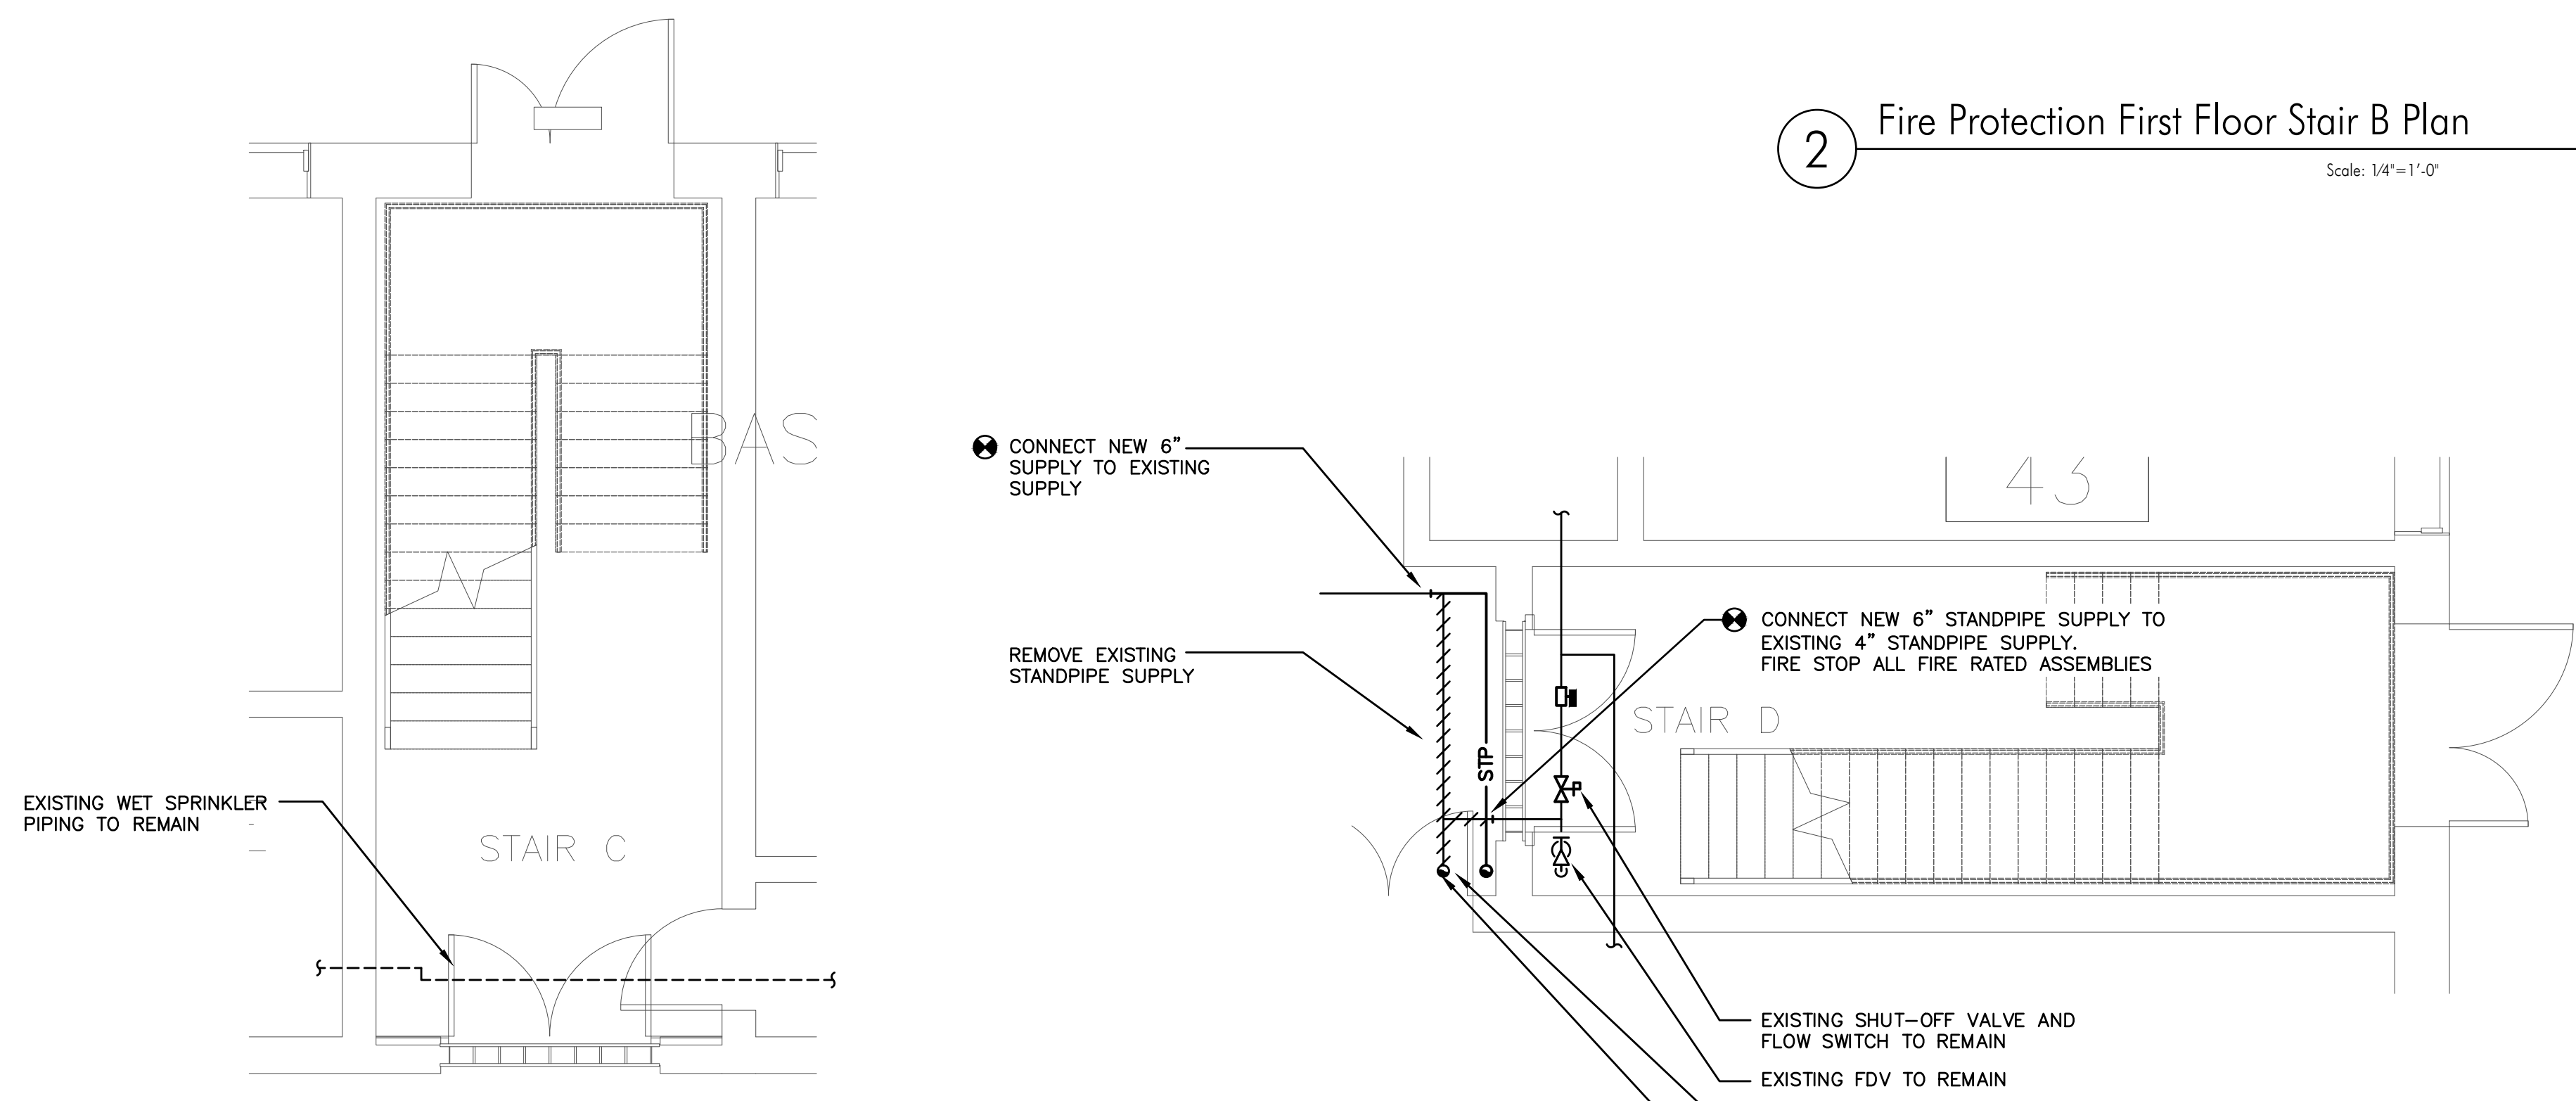 2
Fire Protection First Floor Stair B Plan
Scale: 1/4"=1'-0"
BAS
CONNECT NEW 6"
SUPPLY TO EXISTING
SUPPLY
43
REMOVE EXISTING
STANDPIPE SUPPLY
CONNECT NEW 6" STANDPIPE SUPPLY TO
EXISTING 4" STANDPIPE SUPPLY.
FIRE STOP ALL FIRE RATED ASSEMBLIES
STAIR D
STP
EXISTING WET SPRINKLER
PIPING TO REMAIN
STAIR C
EXISTING SHUT-OFF VALVE AND
FLOW SWITCH TO REMAIN
EXISTING FDV TO REMAIN